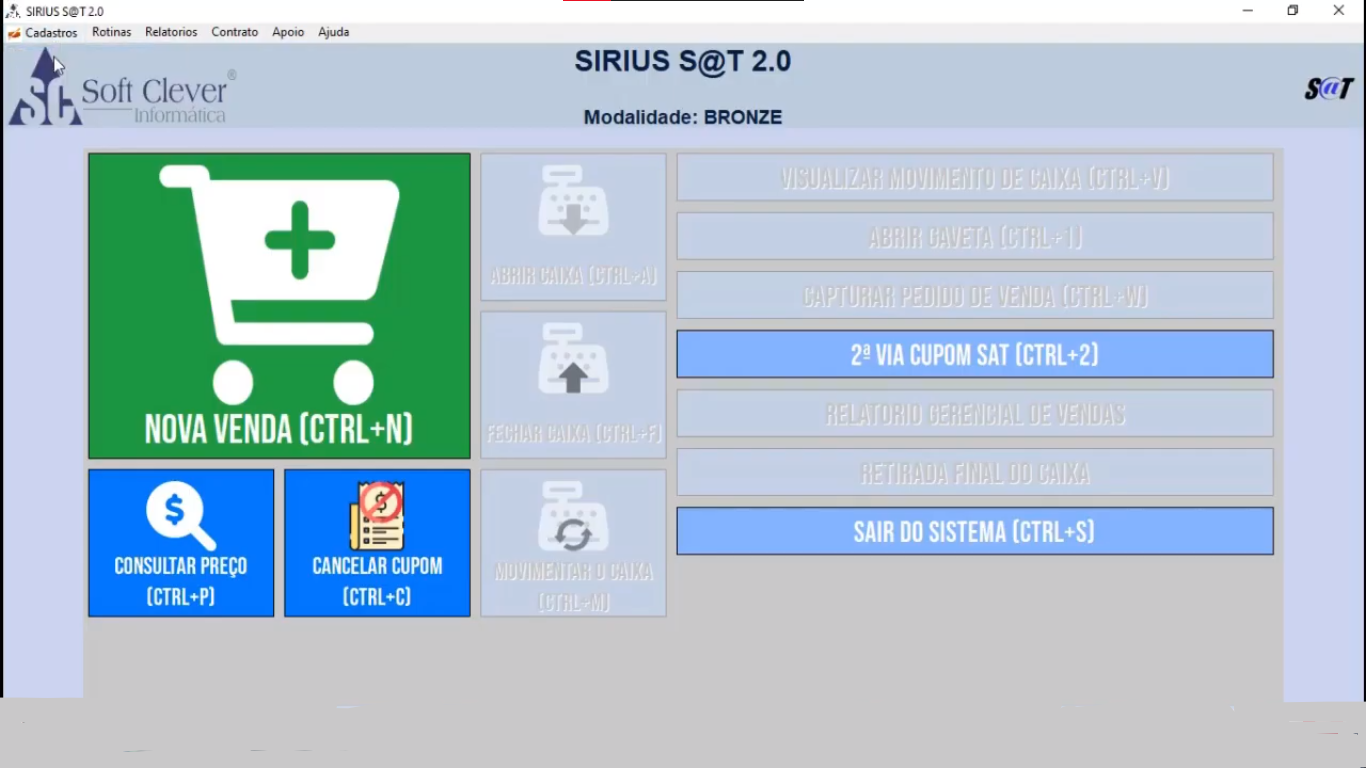 SIRIUS S@T 2.0
Cadastros Rotinas Relatorios Contrato Apoio Ajuda
Soft Clever®
Informática
SIRIUS S@T 2.0
Modalidade: BRONZE
S@T
NOVA VENDA (CTRL+N)
CONSULTAR PREÇO
(CTRL+P)
CANCELAR CUPOM
(CTRL+C)
ABRIR CAIXA (CTRL+A)
FECHAR CAIXA (CTRL+F)
MOVIMENTAR O CAIXA
(CTRL+M)
VISUALIZAR MOVIMENTO DE CAIXA (CTRL+V)
ABRIR GAVETA (CTRL+1)
CAPTURAR PEDIDO DE VENDA (CTRL+W)
2ª VIA CUPOM SAT (CTRL+2)
RELATORIO GERENCIAL DE VENDAS
RETIRADA FINAL DO CAIXA
SAIR DO SISTEMA (CTRL+S)